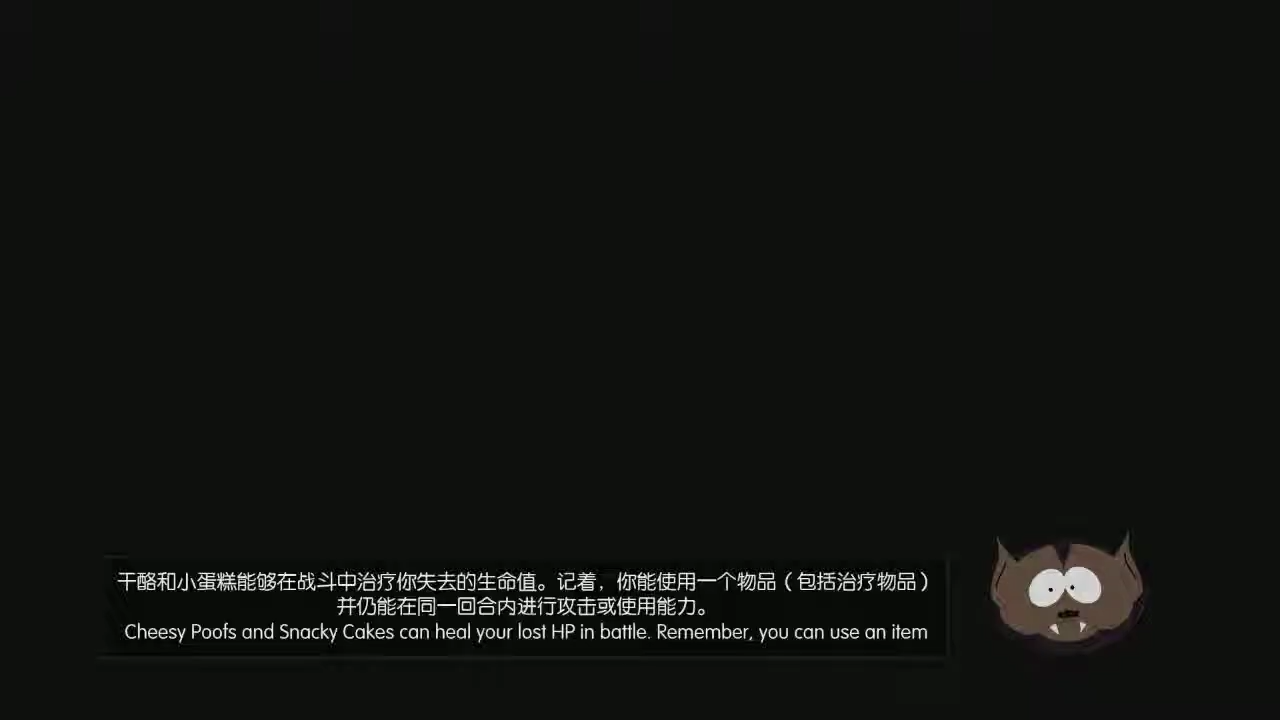 干酪和小蛋糕能够在战斗中治疗你失去的生命值。记着，你能使用一个物品（包括治疗物品）
并仍能在同一回合内进行攻击或使用能力。
Cheesy Poofs and Snacky Cakes can heal your lost HP in battle. Remember, you can use an item